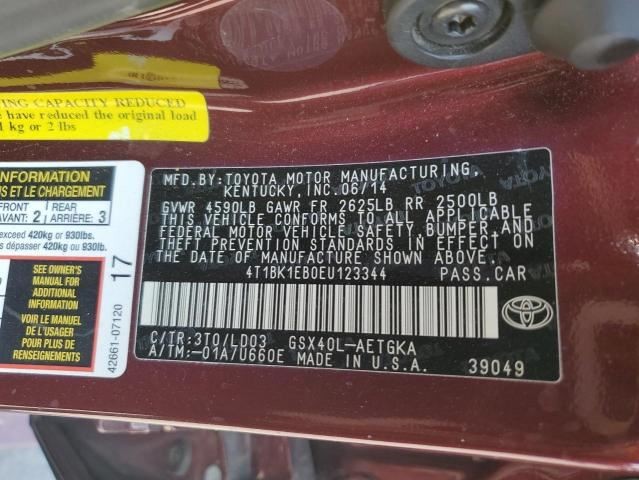 ING CAPACITY REDUCED
have reduced the original load
1 kg or 2 lbs
INFORMATION
US ET LE CHARGEMENT
FRONT
AVANT: 2
REAR
ARRIÈRE: 3
exceed 420kg or 930lbs.
s dépasser 420kg ou 930 lb.
SEE OWNER'S
MANUAL FOR
ADDITIONAL
INFORMATION
VOIR LE MANUEL
DE L'USAGER
POUR PLUS DE
RENSEIGNEMENTS
17
42661-07120
MFD.BY:TOYOTA MOTOR MANUFACTURING,
KENTUCKY, INC.06/14
GVWR 4590LB GAWR FR 2625LB RR 2500LB
THIS VEHICLE CONFORMS TO ALL APPLICABLE
FEDERAL MOTOR VEHICLE SAFETY, BUMPER, AND
THEFT PREVENTION STANDARDS IN EFFECT ON
THE DATE OF MANUFACTURE SHOWN ABOVE.
4T1BK1EB0EU123344 PASS.CAR
C/TR:3T0/LD03 GSX40L-AETGKA
A/TM:-01A/U660E MADE IN U.S.A.
39049
TOYOTA